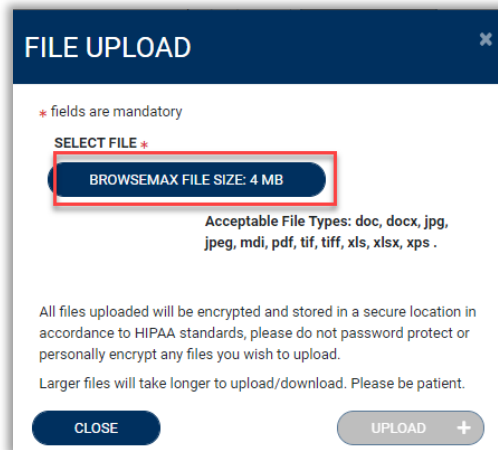 FILE UPLOAD
×
* fields are mandatory
SELECT FILE *
BROWSEMAX FILE SIZE: 4 MB
Acceptable File Types: doc, docx, jpg,
jpeg, mdi, pdf, tif, tiff, xls, xlsx, xps .
All files uploaded will be encrypted and stored in a secure location in
accordance to HIPAA standards, please do not password protect or
personally encrypt any files you wish to upload.
Larger files will take longer to upload/download. Please be patient.
CLOSE
UPLOAD +